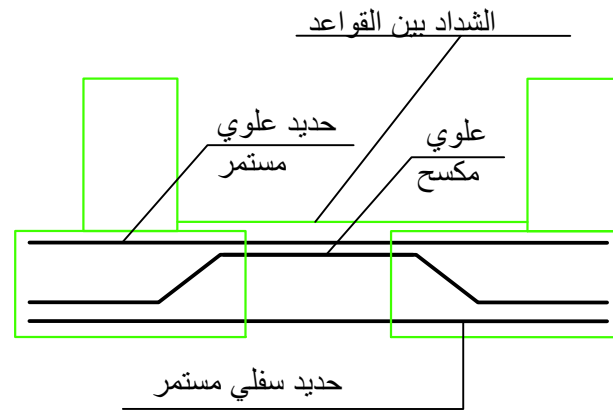 الشداد بين القواعد
علوي
مكسح
حديد علوي
مستمر
حديد سفلي مستمر